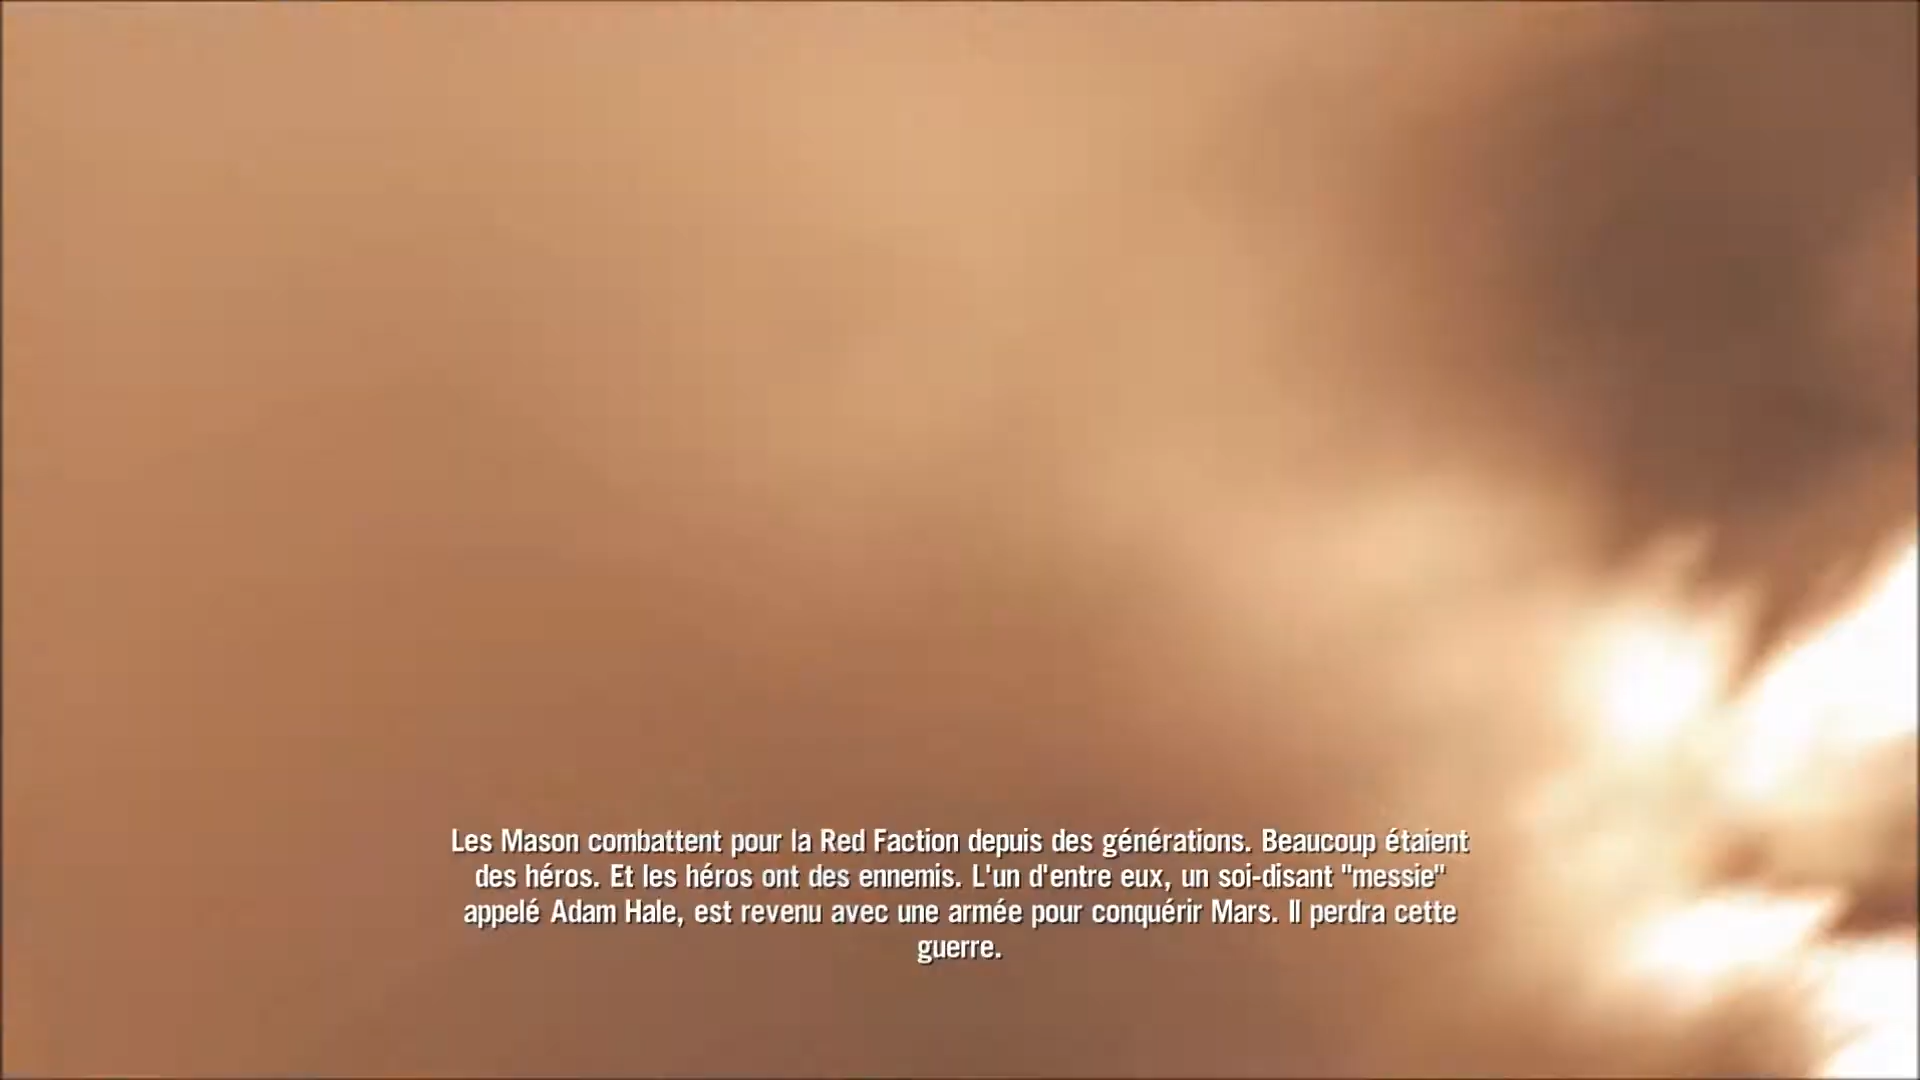 Les Mason combattent pour la Red Faction depuis des générations. Beaucoup étaient
des héros. Et les héros ont des ennemis. L'un d'entre eux, un soi-disant "messie"
appelé Adam Hale, est revenu avec une armée pour conquérir Mars. Il perdra cette
guerre.